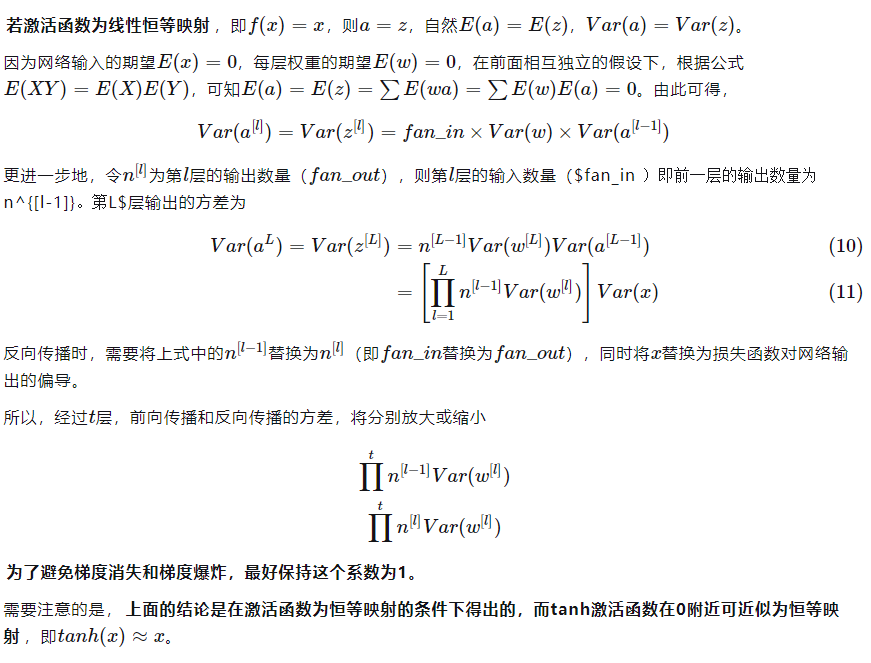 若激活函数为线性恒等映射，即f(x) = x，则a = z，自然E(a) = E(z)，Var(a) = Var(z)。
因为网络输入的期望E(x) = 0，每层权重的期望E(w) = 0，在前面相互独立的假设下，根据公式
E(XY) = E(X)E(Y)，可知E(a) = E(z) = ∑ E(wa) = ∑ E(w)E(a) = 0。由此可得，
Var(a^{[l]}) = Var(z^{[l]}) = fan_in × Var(w) × Var(a^{[l-1]})
更进一步地，令n^{[l]}为第l层的输出数量（fan_out），则第l层的输入数量（$fan_in ）即前一层的输出数量为
n^{[l-1]}。第L$层输出的方差为
Var(a^L) = Var(z^{[L]}) = n^{[L-1]}Var(w^{[L]})Var(a^{[L-1]}) (10)
= [∏_{l=1}^{L} n^{[l-1]}Var(w^{[l]})] Var(x) (11)
反向传播时，需要将上式中的n^{[l-1]}替换为n^{[l]}（即fan_in替换为fan_out），同时将x替换为损失函数对网络输
出的偏导。
所以，经过t层，前向传播和反向传播的方差，将分别放大或缩小
∏^t n^{[l-1]}Var(w^{[l]})
∏^t n^{[l]}Var(w^{[l]})
为了避免梯度消失和梯度爆炸，最好保持这个系数为1。
需要注意的是，上面的结论是在激活函数为恒等映射的条件下得出的，而tanh激活函数在0附近可近似为恒等映
射，即tanh(x) ≈ x。